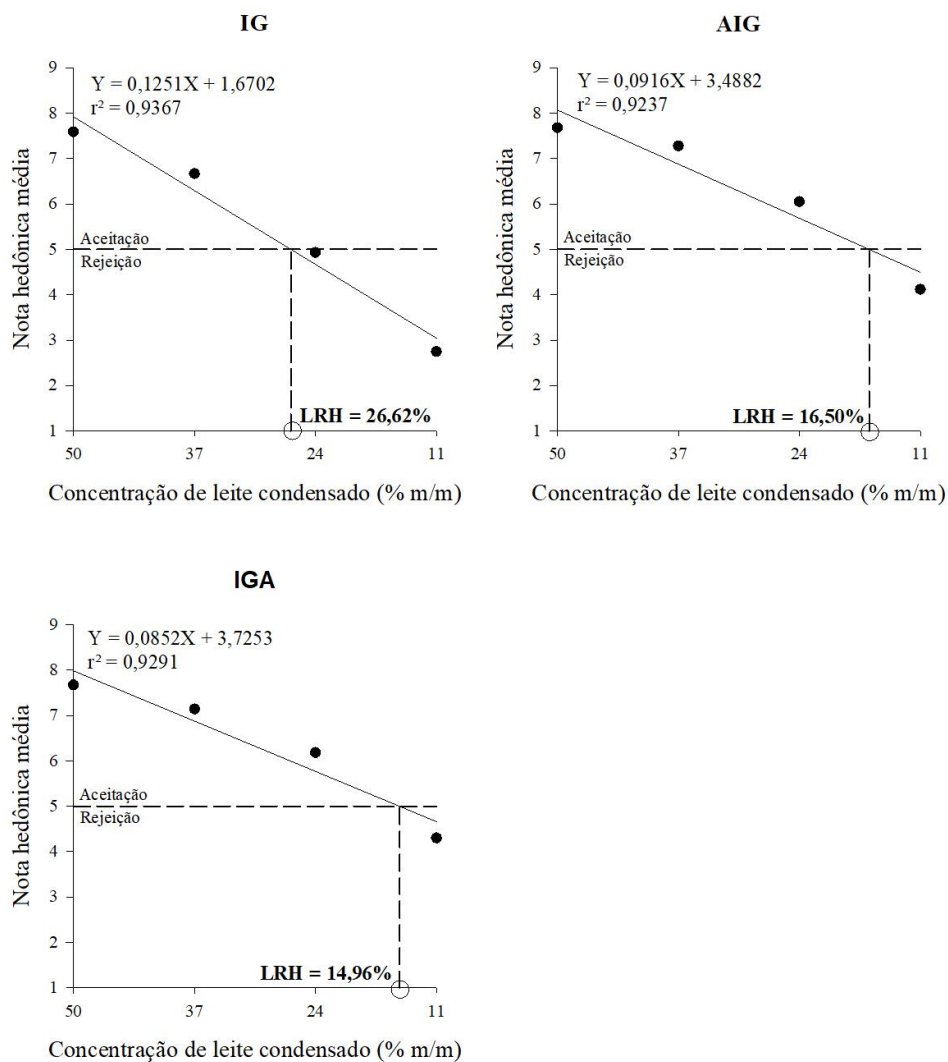 IG
9
8
7
6
5
4
3
2
1
Y = 0,1251X + 1,6702
r² = 0,9367
Aceitação
Rejeição
LRH = 26,62%
50 37 24 11
Nota hedônica média
Concentração de leite condensado (% m/m)
AIG
9
8
7
6
5
4
3
2
1
Y = 0,0916X + 3,4882
r² = 0,9237
Aceitação
Rejeição
LRH = 16,50%
50 37 24 11
Nota hedônica média
Concentração de leite condensado (% m/m)
IGA
9
8
7
6
5
4
3
2
1
Y = 0,0852X + 3,7253
r² = 0,9291
Aceitação
Rejeição
LRH = 14,96%
50 37 24 11
Nota hedônica média
Concentração de leite condensado (% m/m)